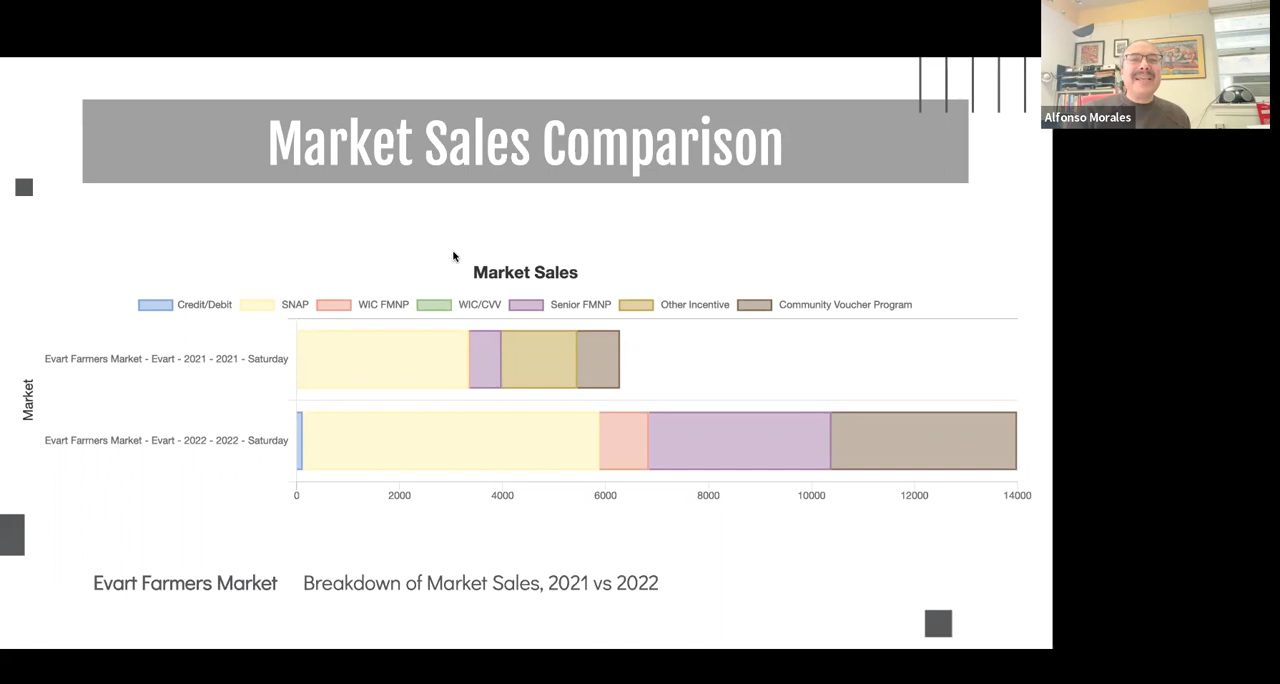 Alfonso Morales
Market Sales Comparison
Market Sales
Credit/Debit SNAP WIC FMNP WIC/CVV Senior FMNP Other Incentive Community Voucher Program
Market
Evart Farmers Market - Evart - 2021 - 2021 - Saturday
Evart Farmers Market - Evart - 2022 - 2022 - Saturday
0 2000 4000 6000 8000 10000 12000 14000
Evart Farmers Market Breakdown of Market Sales, 2021 vs 2022